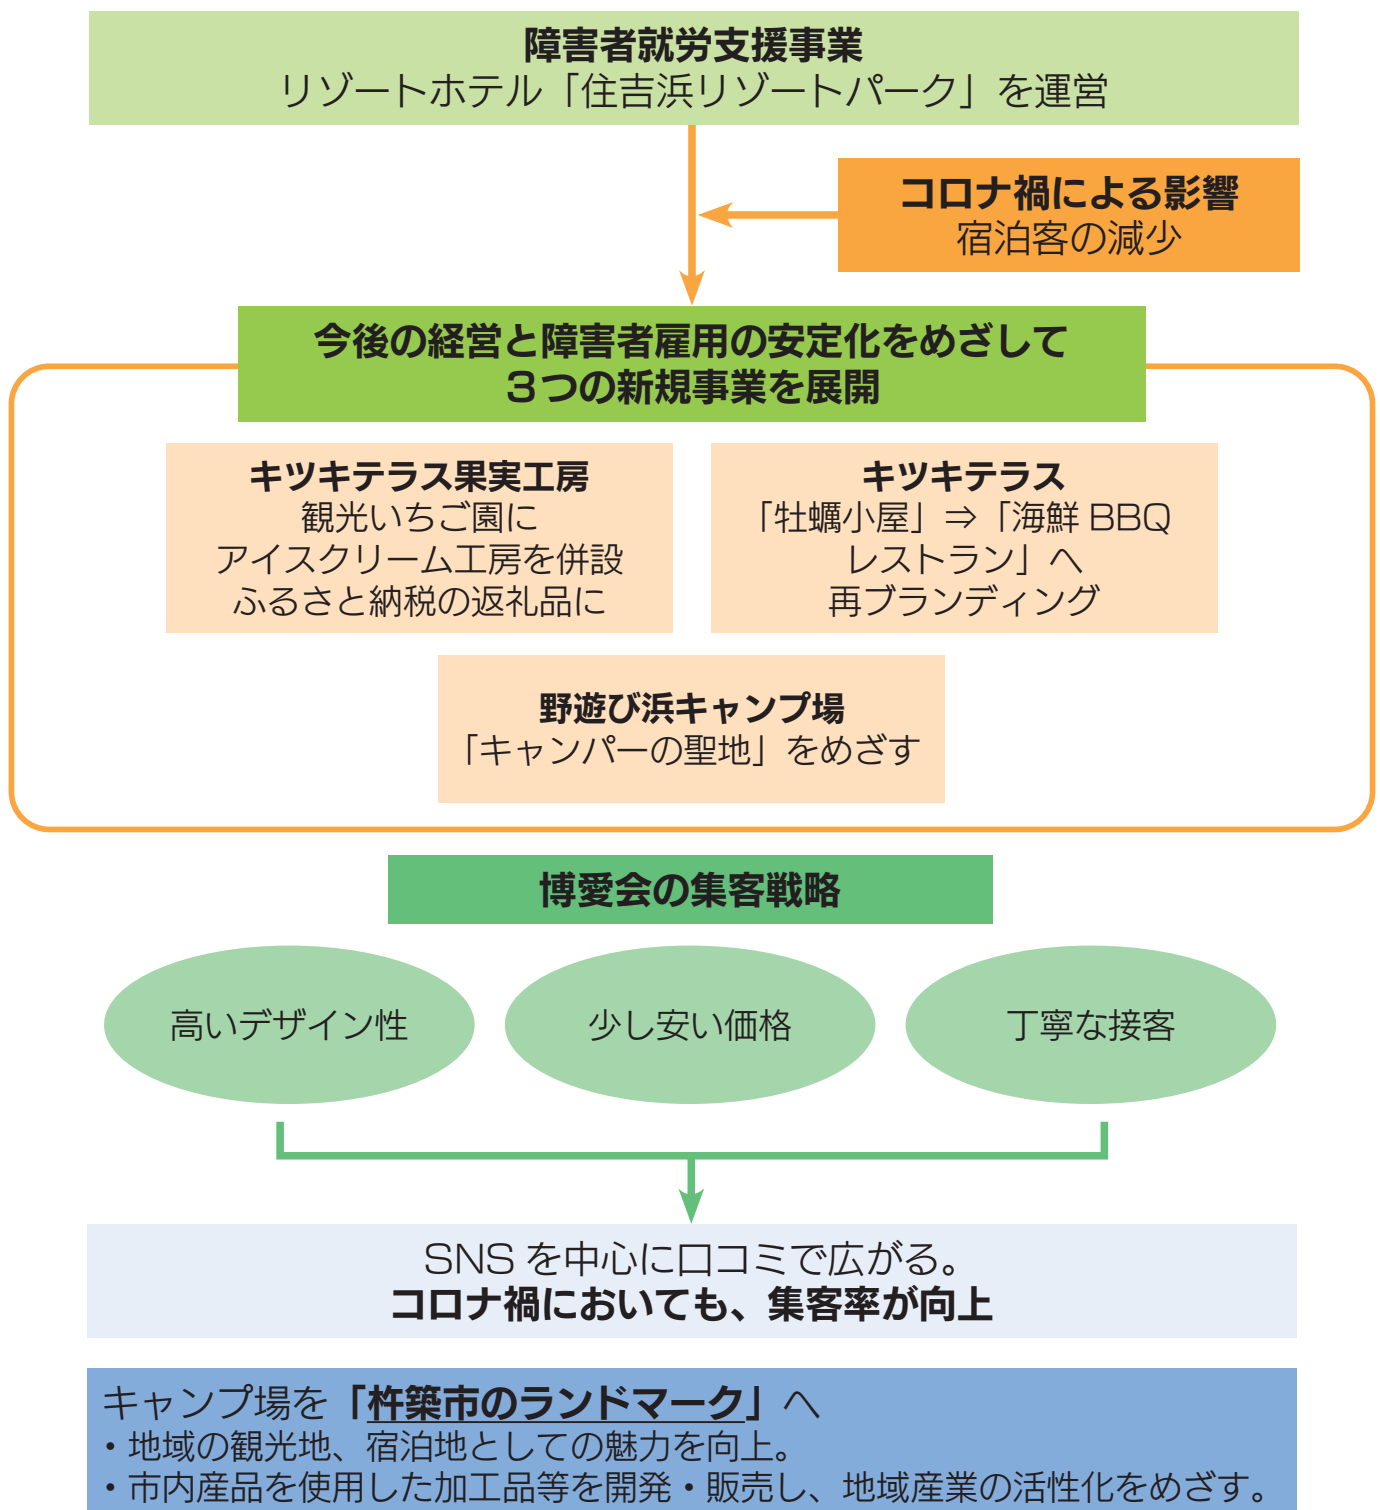 障害者就労支援事業
リゾートホテル「住吉浜リゾートパーク」を運営
コロナ禍による影響
宿泊客の減少
今後の経営と障害者雇用の安定化をめざして
３つの新規事業を展開
キツキテラス果実工房
観光いちご園に
アイスクリーム工房を併設
ふるさと納税の返礼品に
キツキテラス
「牡蠣小屋」⇒「海鮮 BBQ
レストラン」へ
再ブランディング
野遊び浜キャンプ場
「キャンパーの聖地」をめざす
博愛会の集客戦略
高いデザイン性
少し安い価格
丁寧な接客
SNS を中心に口コミで広がる。
コロナ禍においても、集客率が向上
キャンプ場を「杵築市のランドマーク」へ
・地域の観光地、宿泊地としての魅力を向上。
・市内産品を使用した加工品等を開発・販売し、地域産業の活性化をめざす。